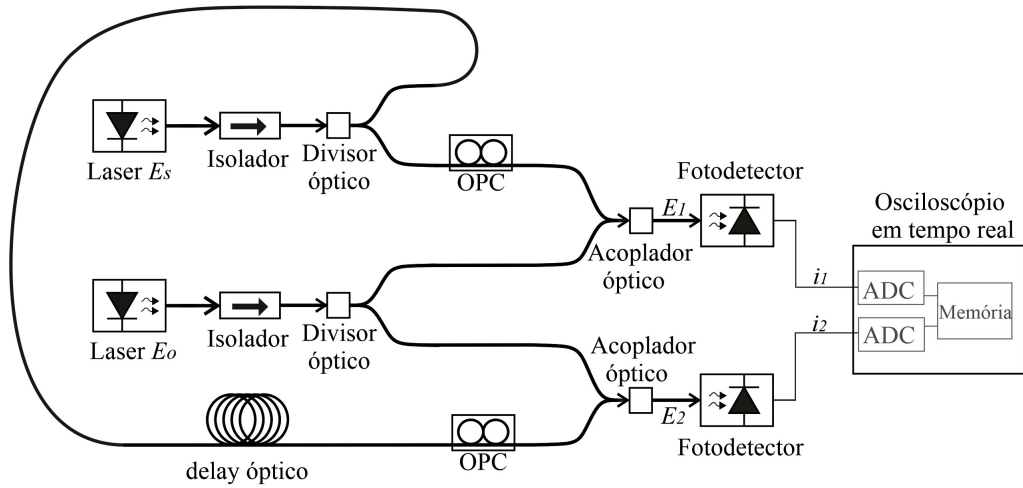 Laser Es
Isolador
Divisor
óptico
OPC
Fotodetector
E1
Acoplador
óptico
Osciloscópio
em tempo real
i1
ADC
Memória
i2
ADC
Laser Eo
Isolador
Divisor
óptico
Acoplador
óptico
E2
Fotodetector
OPC
delay óptico